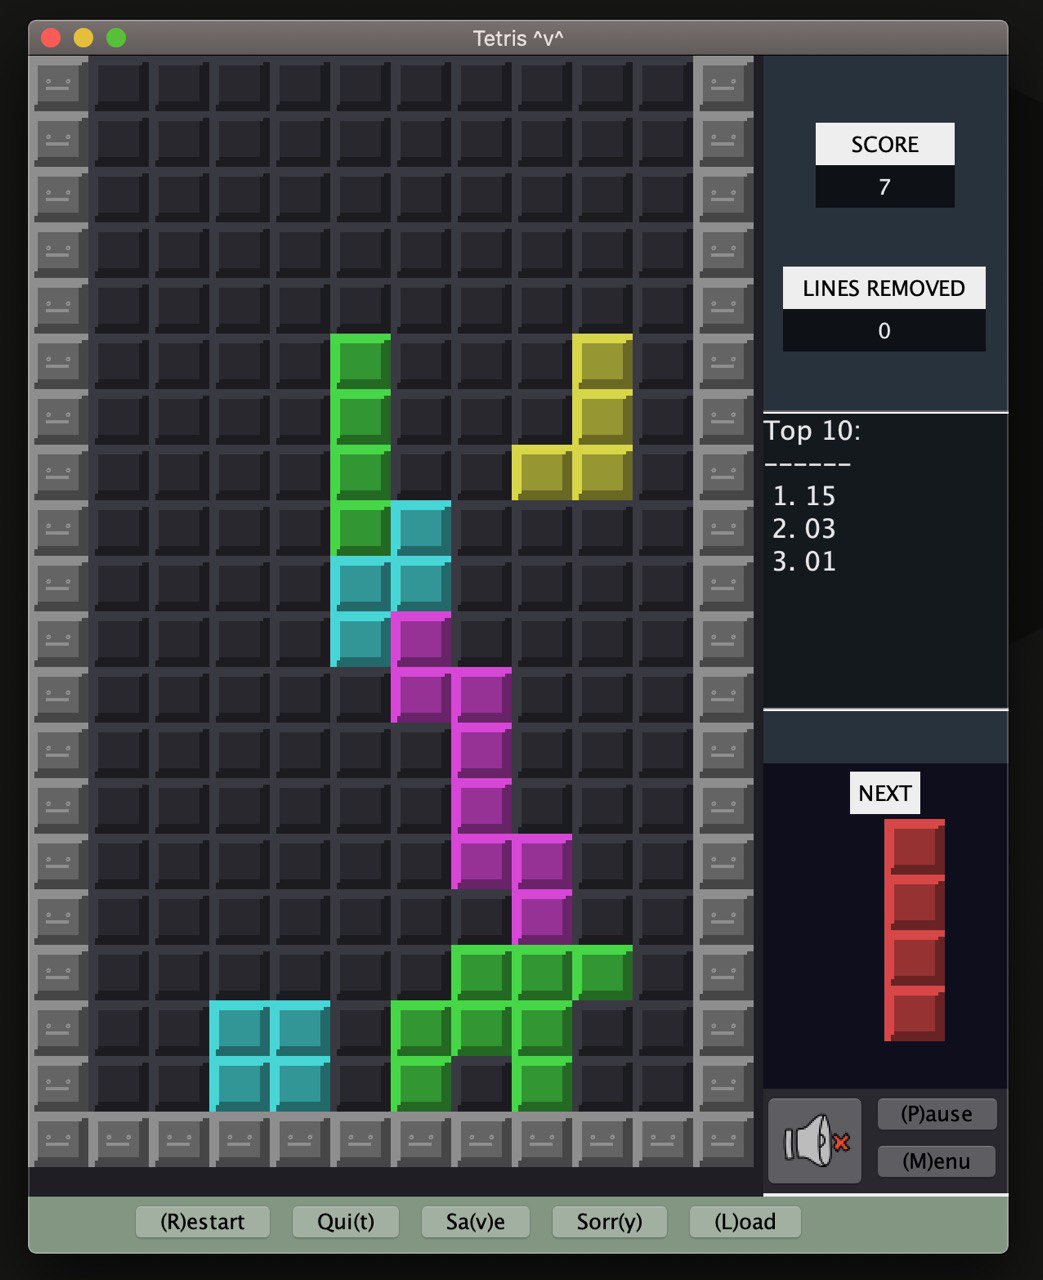 Tetris ^v^
SCORE
7
LINES REMOVED
0
Top 10:
------
1. 15
2. 03
3. 01
NEXT
(P)ause
(M)enu
(R)estart
Qui(t)
Sa(v)e
Sorr(y)
(L)oad